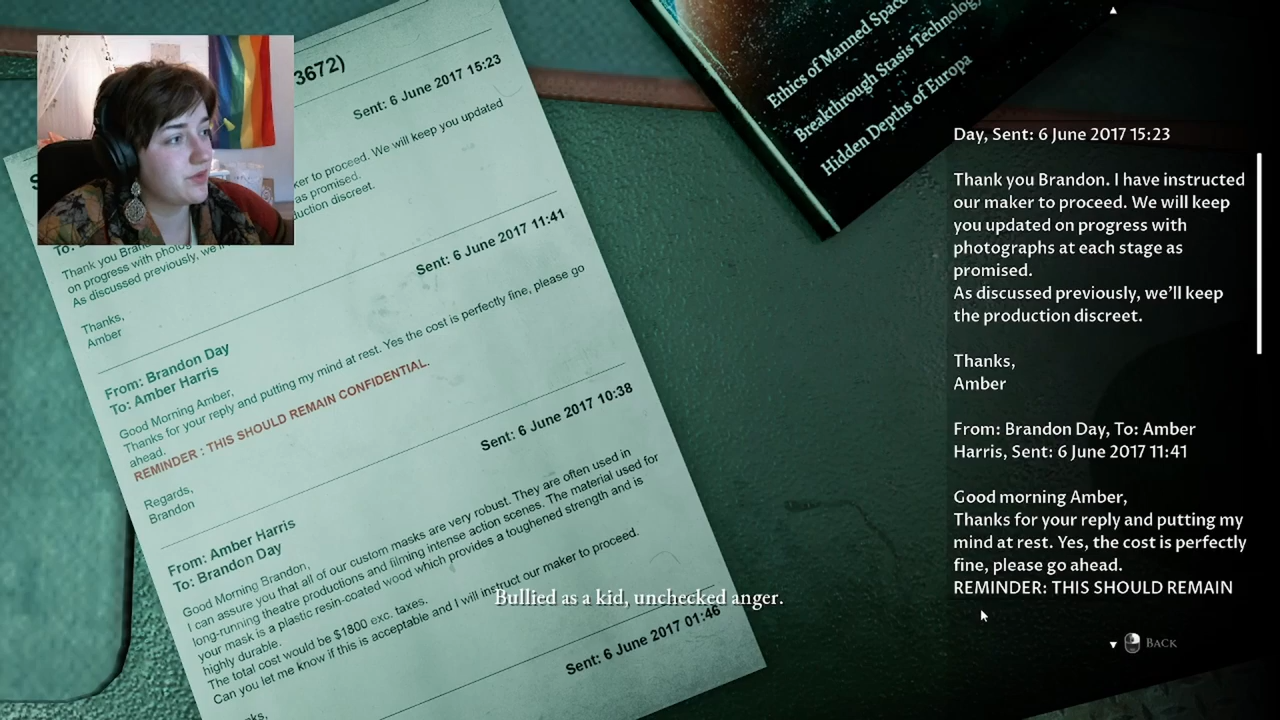 3672)
Sent: 6 June 2017 15:23
ker to proceed. We will keep you updated
as promised.
duction discreet.
Thank you Bran
on progress with photog
As discussed previously, we'll
Thanks,
Amber
Sent: 6 June 2017 11:41
From: Brandon Day
To: Amber Harris
Good Morning Amber,
Thanks for your reply and putting my mind at rest. Yes the cost is perfectly fine, please go
ahead.
REMINDER : THIS SHOULD REMAIN CONFIDENTIAL.
Regards,
Brandon
Sent: 6 June 2017 10:38
From: Amber Harris
To: Brandon Day
Good Morning Brandon,
I can assure you that all of our custom masks are very robust. They are often used in
long-running theatre productions and filming intense action scenes. The material used for
your mask is a plastic resin-coated wood which provides a toughened strength and is
highly durable.
The total cost would be $1800 exc. taxes.
Can you let me know if this is acceptable and I will instruct our maker to proceed.
Sent: 6 June 2017 01:46
Ethics of Manned Space
Breakthrough Stasis Technology
Hidden Depths of Europa
Bullied as a kid, unchecked anger.
Day, Sent: 6 June 2017 15:23
Thank you Brandon. I have instructed
our maker to proceed. We will keep
you updated on progress with
photographs at each stage as
promised.
As discussed previously, we'll keep
the production discreet.
Thanks,
Amber
From: Brandon Day, To: Amber
Harris, Sent: 6 June 2017 11:41
Good morning Amber,
Thanks for your reply and putting my
mind at rest. Yes, the cost is perfectly
fine, please go ahead.
REMINDER: THIS SHOULD REMAIN
BACK